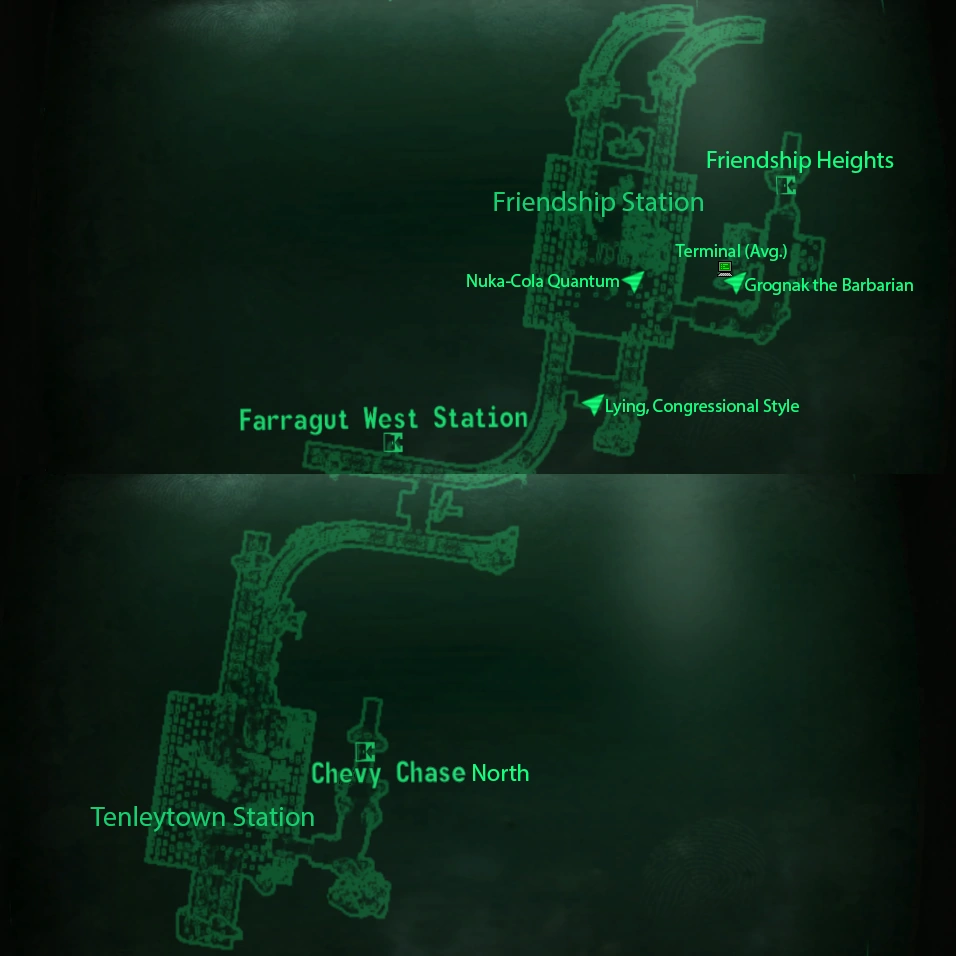 Friendship Heights
Friendship Station
Terminal (Avg.)
Nuka-Cola Quantum
Grognak the Barbarian
Lying, Congressional Style
Farragut West Station
Chevy Chase North
Tenleytown Station